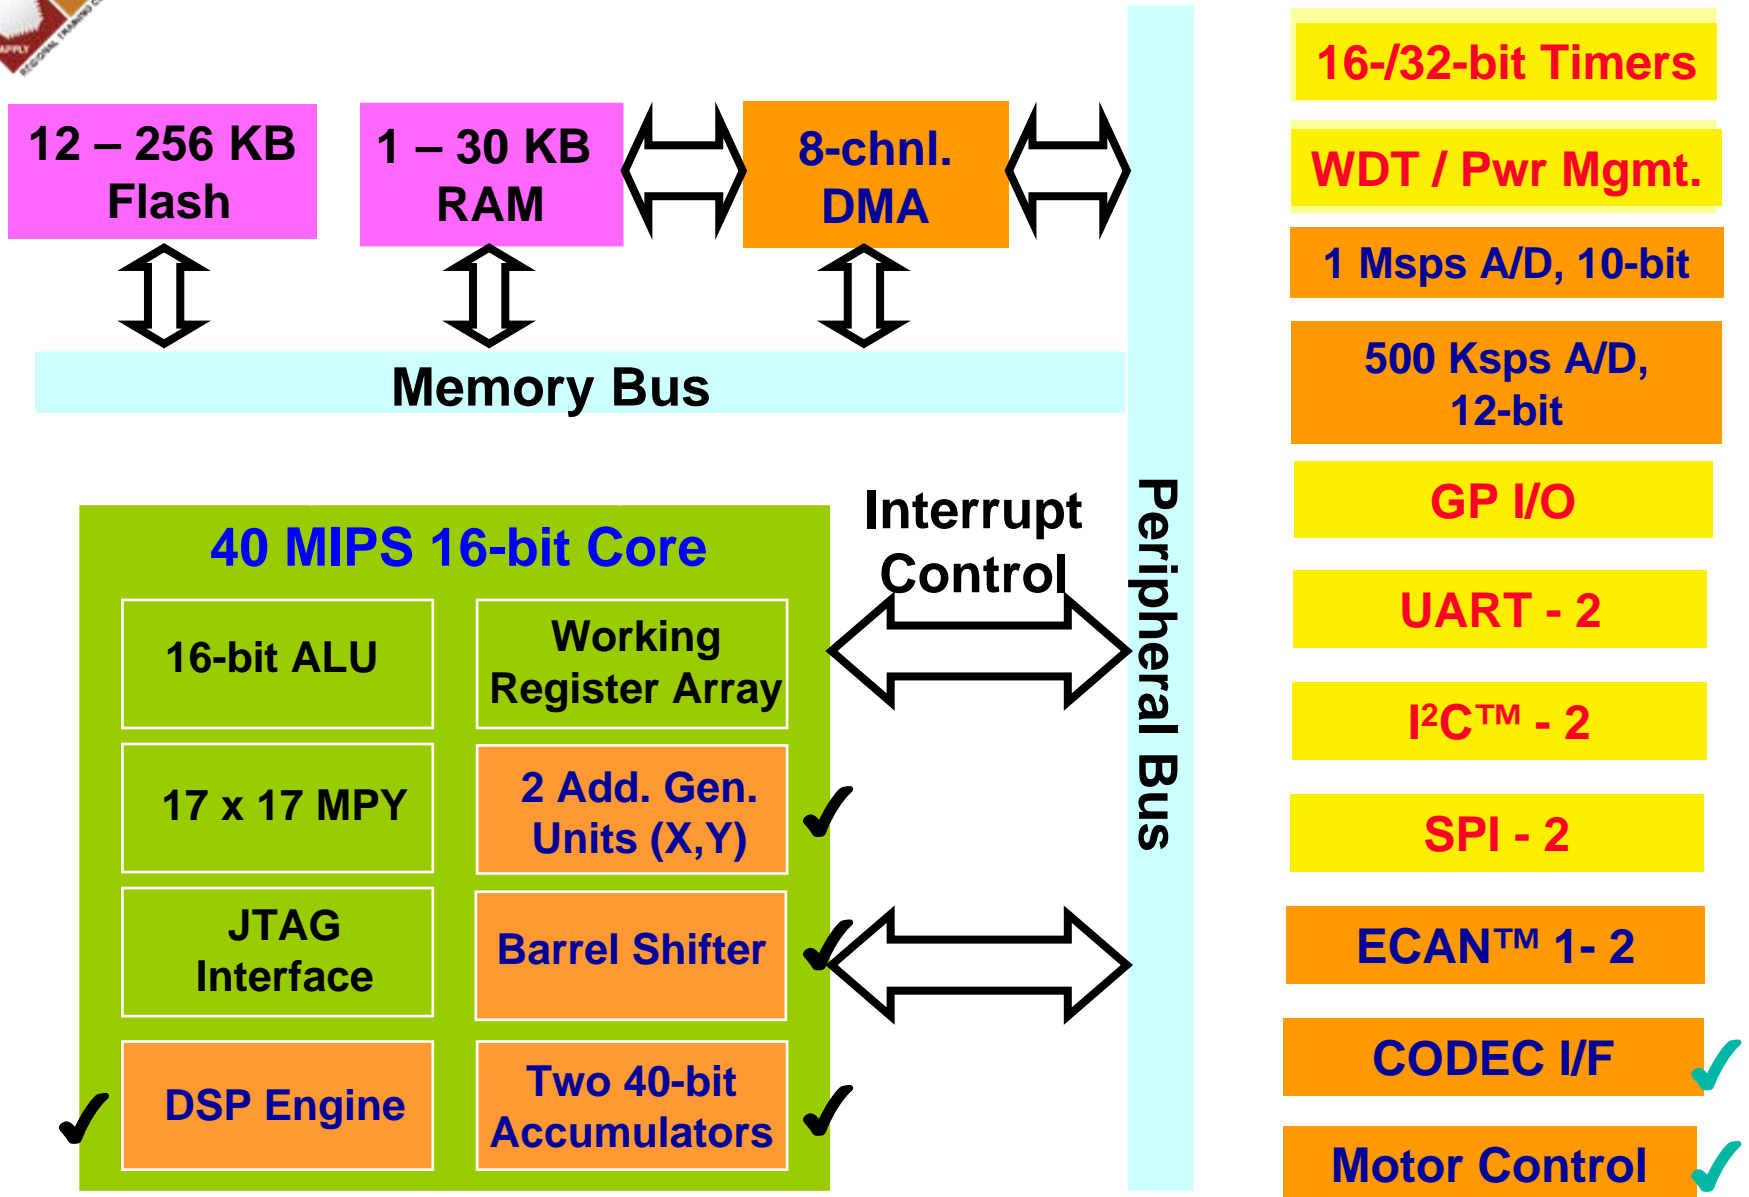 APPLY
REGIONAL TRAINING C
12 – 256 KB
Flash
1 – 30 KB
RAM
8-chnl.
DMA
Memory Bus
40 MIPS 16-bit Core
16-bit ALU
Working
Register Array
17 x 17 MPY
2 Add. Gen.
Units (X,Y)
JTAG
Interface
Barrel Shifter
DSP Engine
Two 40-bit
Accumulators
Interrupt
Control
Peripheral Bus
16-/32-bit Timers
WDT / Pwr Mgmt.
1 Msps A/D, 10-bit
500 Ksps A/D,
12-bit
GP I/O
UART - 2
I²C™ - 2
SPI - 2
ECAN™ 1- 2
CODEC I/F
Motor Control